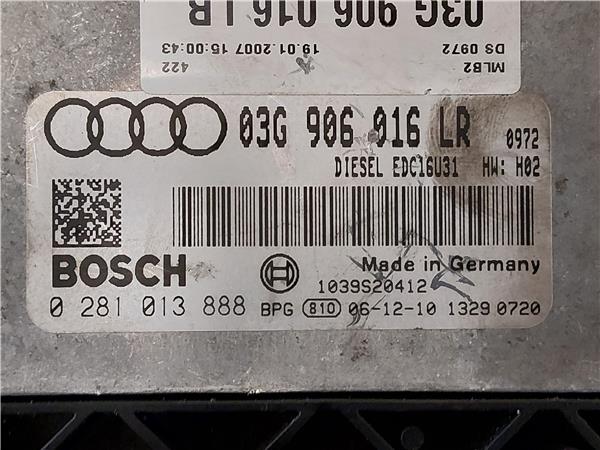 03G 906 016 LR
DS 0972
19.01.2007 15:00:43
MLB2
422
03G 906 016 LR 0972
DIESEL EDC16U31 HW: H02
BOSCH
Made in Germany
1039S20412
0 281 013 888 BPG 810 06-12-10 1329 0720